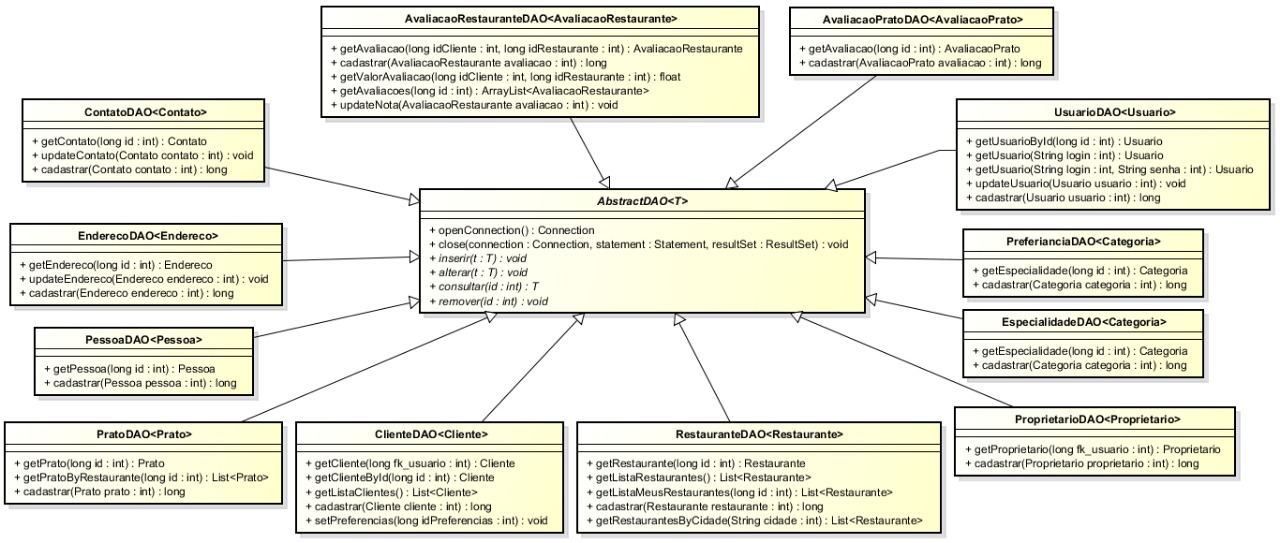 AvaliacaoRestauranteDAO<AvaliacaoRestaurante>
+ getAvaliacao(long idCliente : int, long idRestaurante : int) : AvaliacaoRestaurante
+ cadastrar(AvaliacaoRestaurante avaliacao : int) : long
+ getValorAvaliacao(long idCliente : int, long idRestaurante : int) : float
+ getAvaliacoes(long id : int) : ArrayList<AvaliacaoRestaurante>
+ updateNota(AvaliacaoRestaurante avaliacao : int) : void
AvaliacaoPratoDAO<AvaliacaoPrato>
+ getAvaliacao(long id : int) : AvaliacaoPrato
+ cadastrar(AvaliacaoPrato avaliacao : int) : long
ContatoDAO<Contato>
+ getContato(long id : int) : Contato
+ updateContato(Contato contato : int) : void
+ cadastrar(Contato contato : int) : long
UsuarioDAO<Usuario>
+ getUsuarioById(long id : int) : Usuario
+ getUsuario(String login : int) : Usuario
+ getUsuario(String login : int, String senha : int) : Usuario
+ updateUsuario(Usuario usuario : int) : void
+ cadastrar(Usuario usuario : int) : long
AbstractDAO<T>
+ openConnection() : Connection
+ close(connection : Connection, statement : Statement, resultSet : ResultSet) : void
+ inserir(t : T) : void
+ alterar(t : T) : void
+ consultar(id : int) : T
+ remover(id : int) : void
EnderecoDAO<Endereco>
+ getEndereco(long id : int) : Endereco
+ updateEndereco(Endereco endereco : int) : void
+ cadastrar(Endereco endereco : int) : long
PreferianciaDAO<Categoria>
+ getEspecialidade(long id : int) : Categoria
+ cadastrar(Categoria categoria : int) : long
EspecialidadeDAO<Categoria>
+ getEspecialidade(long id : int) : Categoria
+ cadastrar(Categoria categoria : int) : long
PessoaDAO<Pessoa>
+ getPessoa(long id : int) : Pessoa
+ cadastrar(Pessoa pessoa : int) : long
PratoDAO<Prato>
+ getPrato(long id : int) : Prato
+ getPratoByRestaurante(long id : int) : List<Prato>
+ cadastrar(Prato prato : int) : long
ClienteDAO<Cliente>
+ getCliente(long fk_usuario : int) : Cliente
+ getClienteById(long id : int) : Cliente
+ getListaClientes() : List<Cliente>
+ cadastrar(Cliente cliente : int) : long
+ setPreferencias(long idPreferencias : int) : void
RestauranteDAO<Restaurante>
+ getRestaurante(long id : int) : Restaurante
+ getListaRestaurantes() : List<Restaurante>
+ getListaMeusRestaurantes(long id : int) : List<Restaurante>
+ cadastrar(Restaurante restaurante : int) : long
+ getRestaurantesByCidade(String cidade : int) : List<Restaurante>
ProprietarioDAO<Proprietario>
+ getProprietario(long fk_usuario : int) : Proprietario
+ cadastrar(Proprietario proprietario : int) : long